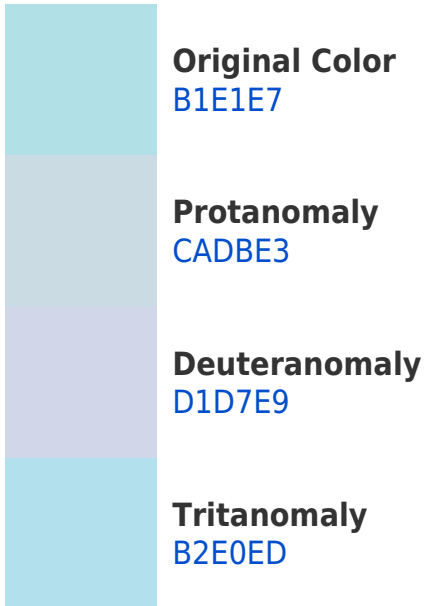 Original Color
B1E1E7
Protanomaly
CADBE3
Deuteranomaly
D1D7E9
Tritanomaly
B2E0ED